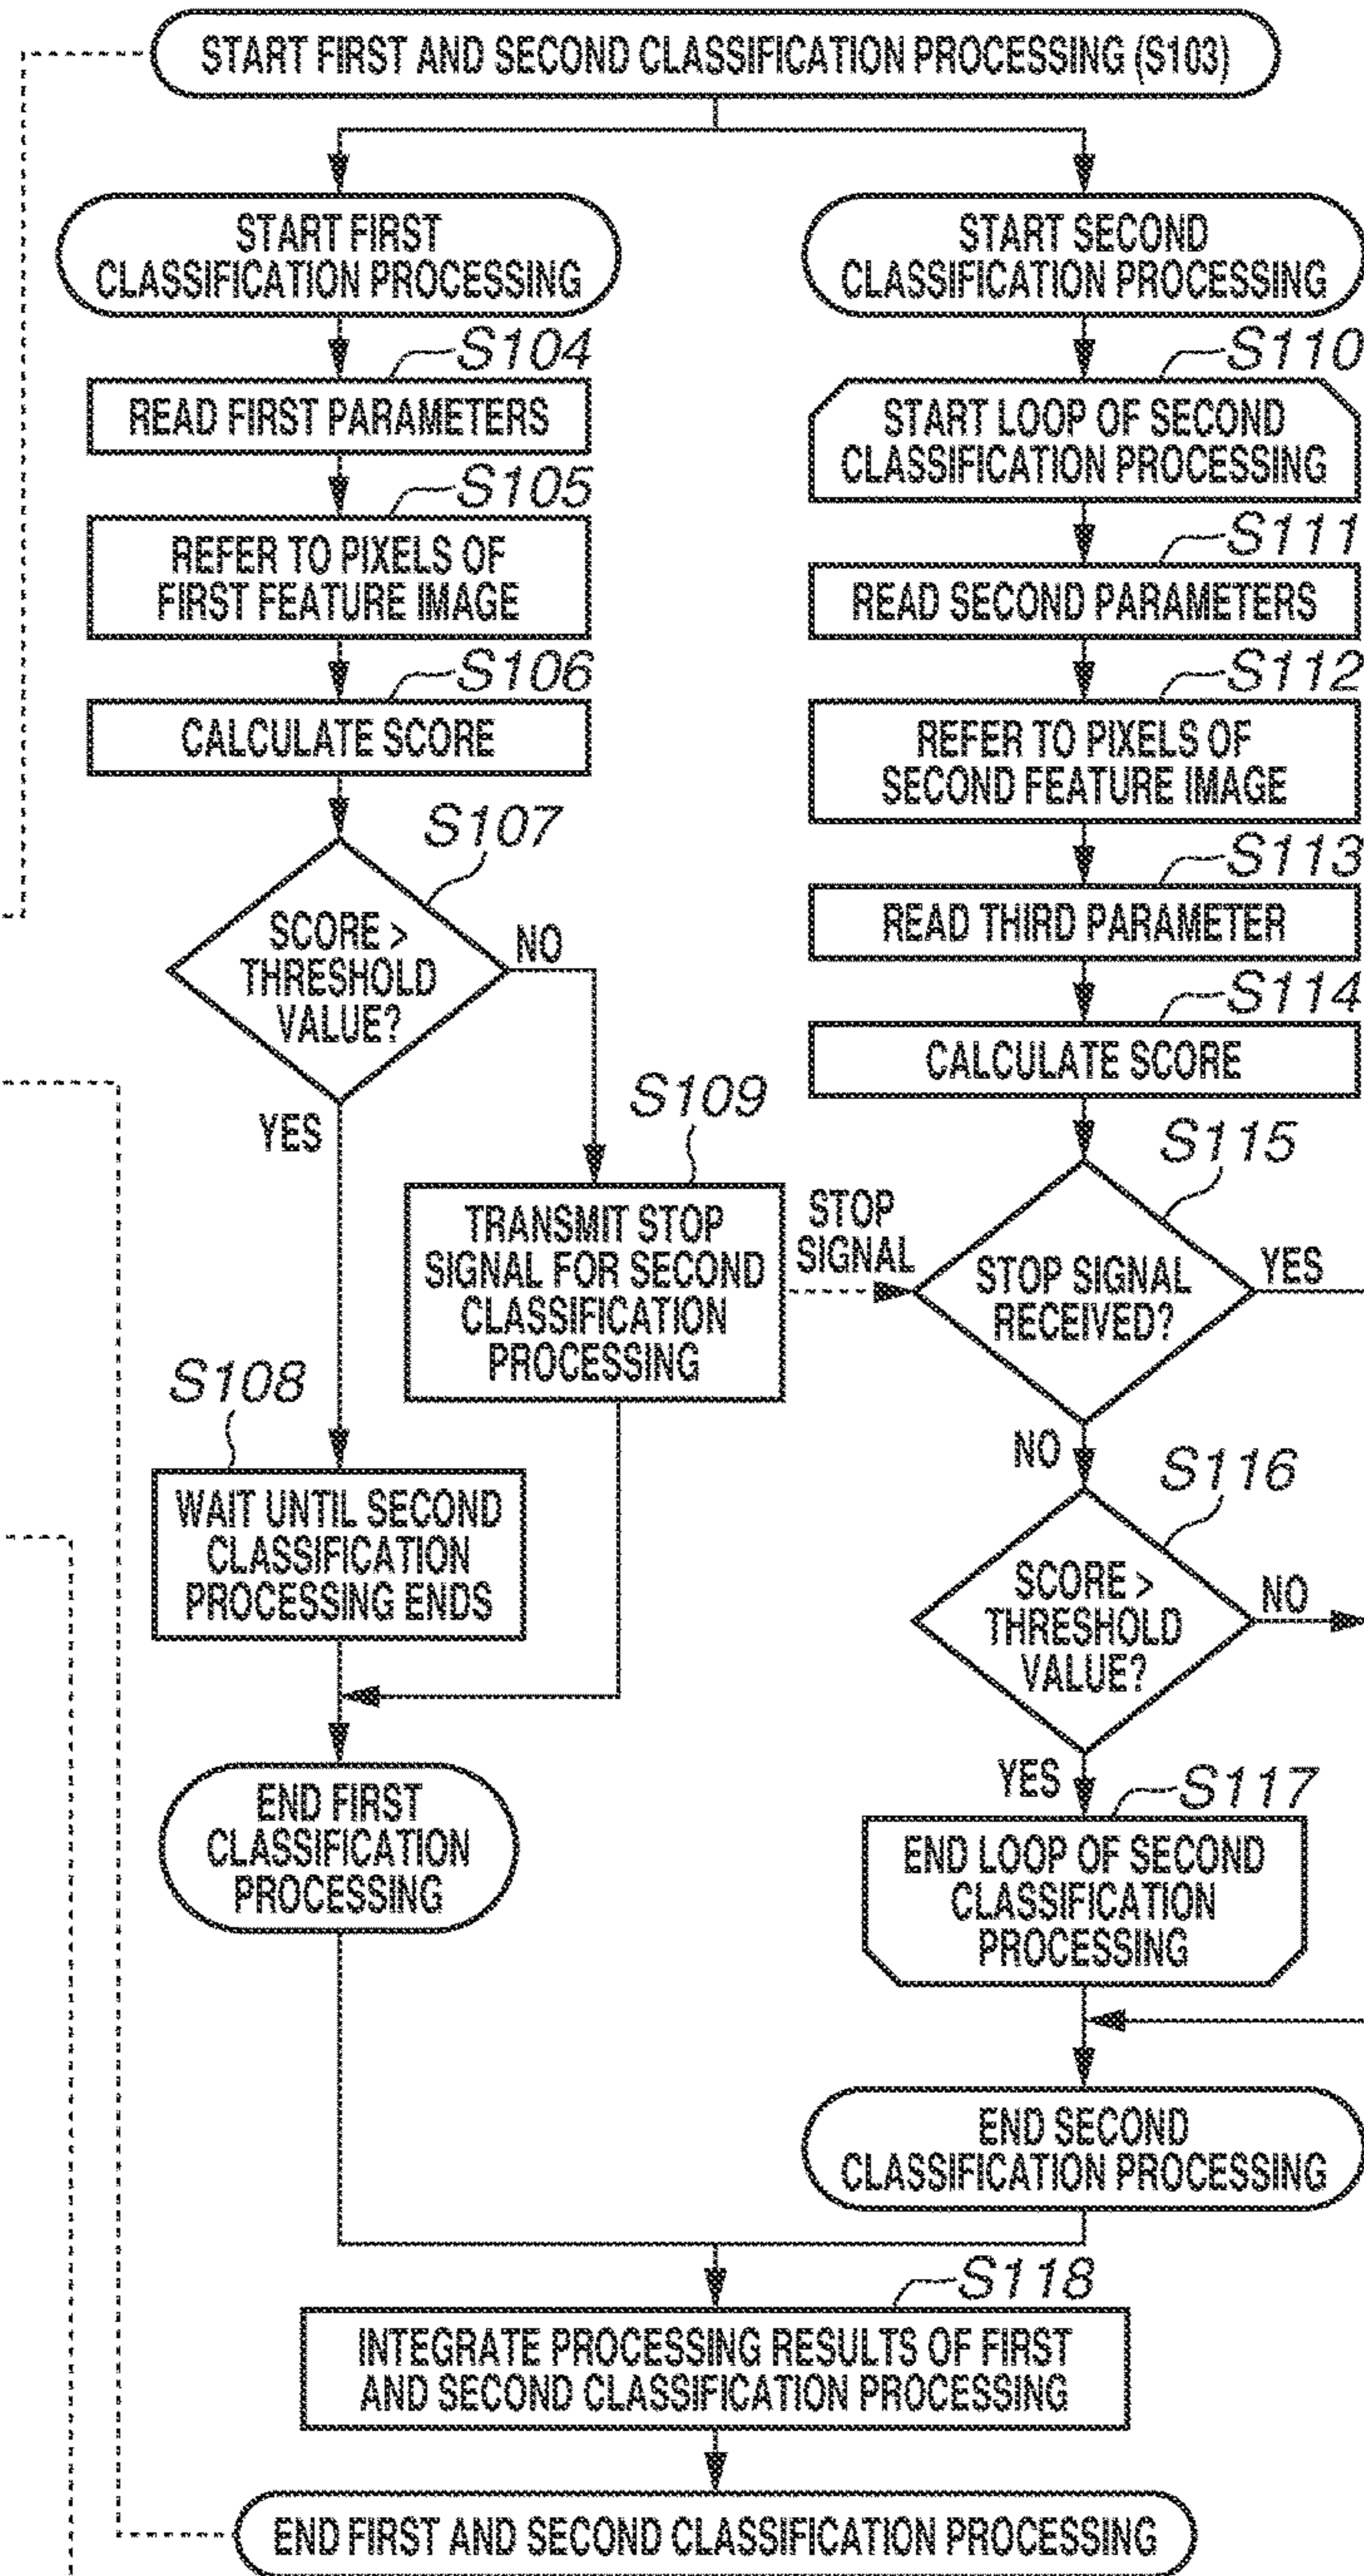 START FIRST AND SECOND CLASSIFICATION PROCESSING (S103)
START FIRST
CLASSIFICATION PROCESSING
S104
READ FIRST PARAMETERS
S105
REFER TO PIXELS OF
FIRST FEATURE IMAGE
S106
CALCULATE SCORE
S107
SCORE >
THRESHOLD
VALUE?
NO
YES
S109
TRANSMIT STOP
SIGNAL FOR SECOND
CLASSIFICATION
PROCESSING
STOP
SIGNAL
S108
WAIT UNTIL SECOND
CLASSIFICATION
PROCESSING ENDS
END FIRST
CLASSIFICATION
PROCESSING
START SECOND
CLASSIFICATION PROCESSING
S110
START LOOP OF SECOND
CLASSIFICATION PROCESSING
S111
READ SECOND PARAMETERS
S112
REFER TO PIXELS OF
SECOND FEATURE IMAGE
S113
READ THIRD PARAMETER
S114
CALCULATE SCORE
S115
STOP SIGNAL
RECEIVED?
YES
NO
S116
SCORE >
THRESHOLD
VALUE?
NO
YES
S117
END LOOP OF SECOND
CLASSIFICATION
PROCESSING
END SECOND
CLASSIFICATION PROCESSING
S118
INTEGRATE PROCESSING RESULTS OF FIRST
AND SECOND CLASSIFICATION PROCESSING
END FIRST AND SECOND CLASSIFICATION PROCESSING